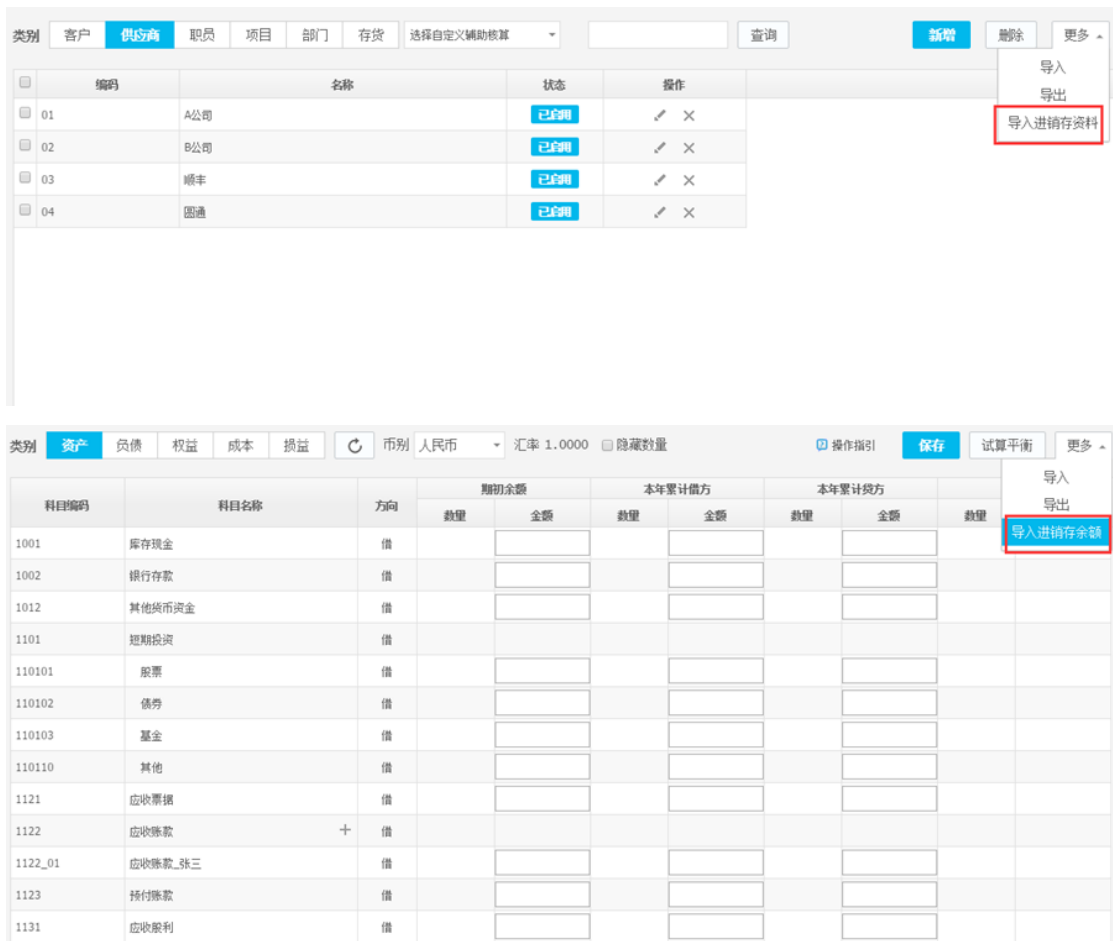 类别 客户 供应商 职员 项目 部门 存货 选择自定义辅助核算 查询 新增 删除 更多
导入
导出
导入进销存资料
编码 名称 状态 操作
01 A公司 已启用
02 B公司 已启用
03 顺丰 已启用
04 圆通 已启用
类别 资产 负债 权益 成本 损益 币别 人民币 汇率 1.0000 隐藏数量 操作指引 保存 试算平衡 更多
导入
导出
导入进销存余额
科目编码 科目名称 方向 期初余额 本年累计借方 本年累计贷方
数量 金额 数量 金额 数量 金额 数量
1001 库存现金 借
1002 银行存款 借
1012 其他货币资金 借
1101 短期投资 借
110101 股票 借
110102 债券 借
110103 基金 借
110110 其他 借
1121 应收票据 借
1122 应收账款 + 借
1122_01 应收账款_张三 借
1123 预付账款 借
1131 应收股利 借